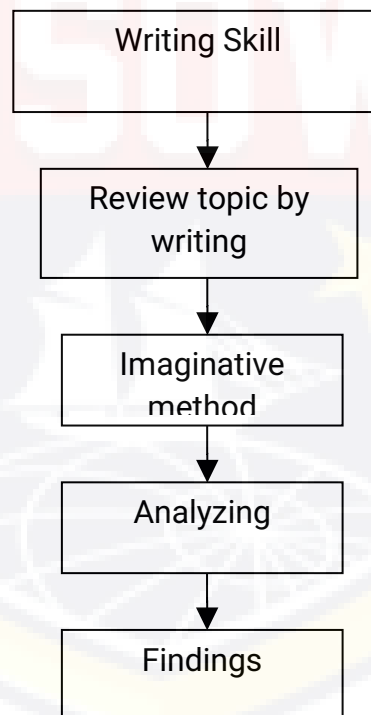 Writing Skill
Review topic by
writing
Imaginative
method
Analyzing
Findings